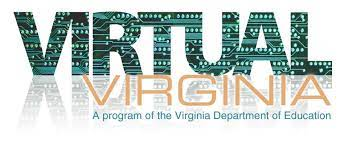 VIRTUAL
VIRGINIA
A program of the Virginia Department of Education